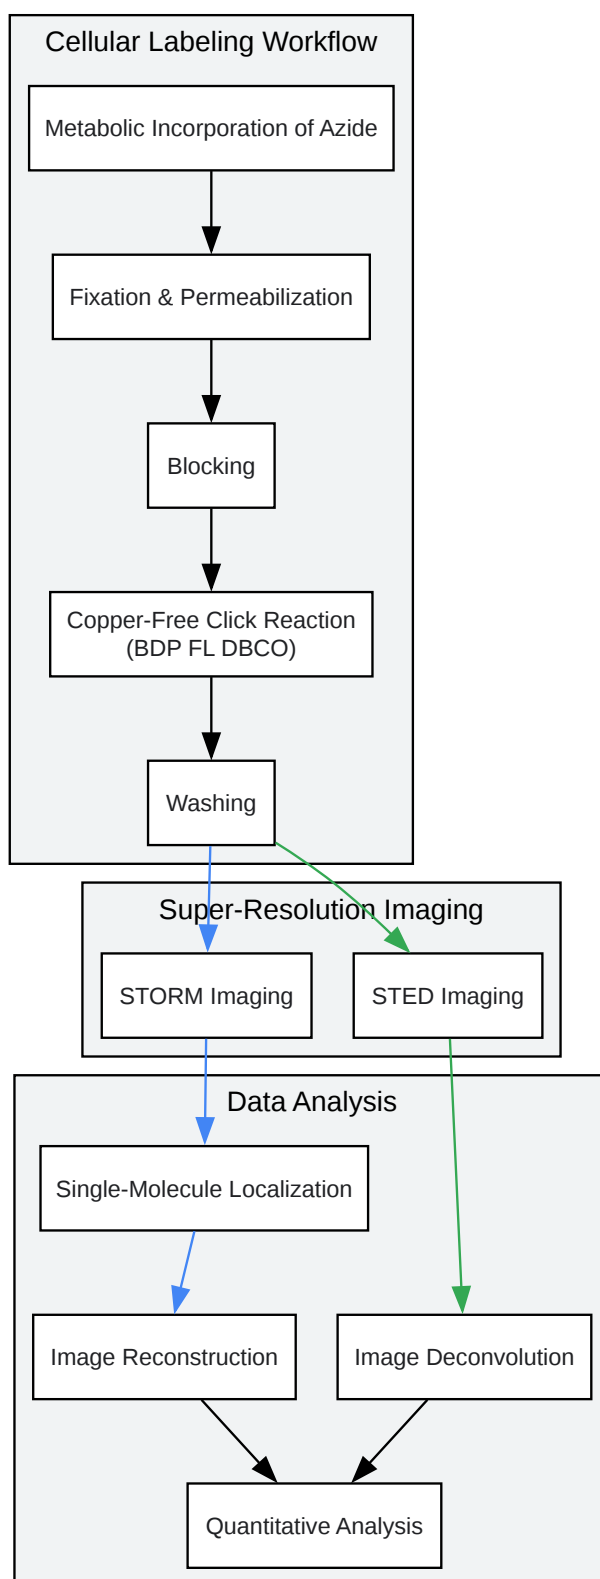 Cellular Labeling Workflow
Metabolic Incorporation of Azide
Fixation & Permeabilization
Blocking
Copper-Free Click Reaction
(BDP FL DBCO)
Washing
Super-Resolution Imaging
STORM Imaging
STED Imaging
Data Analysis
Single-Molecule Localization
Image Reconstruction
Image Deconvolution
Quantitative Analysis